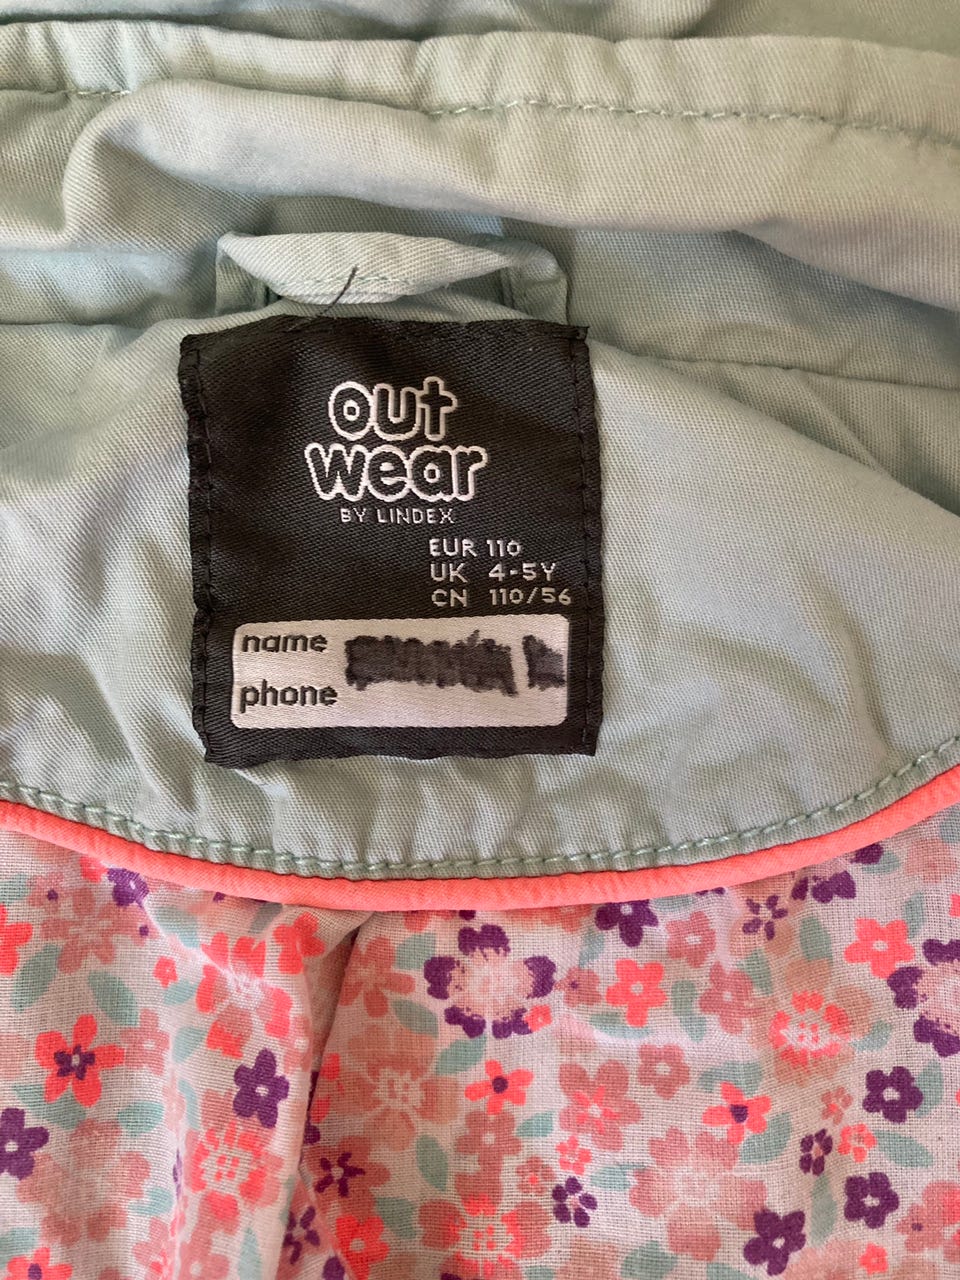 out
wear
BY LINDEX
EUR 110
UK 4-5Y
CN 110/56
name
phone